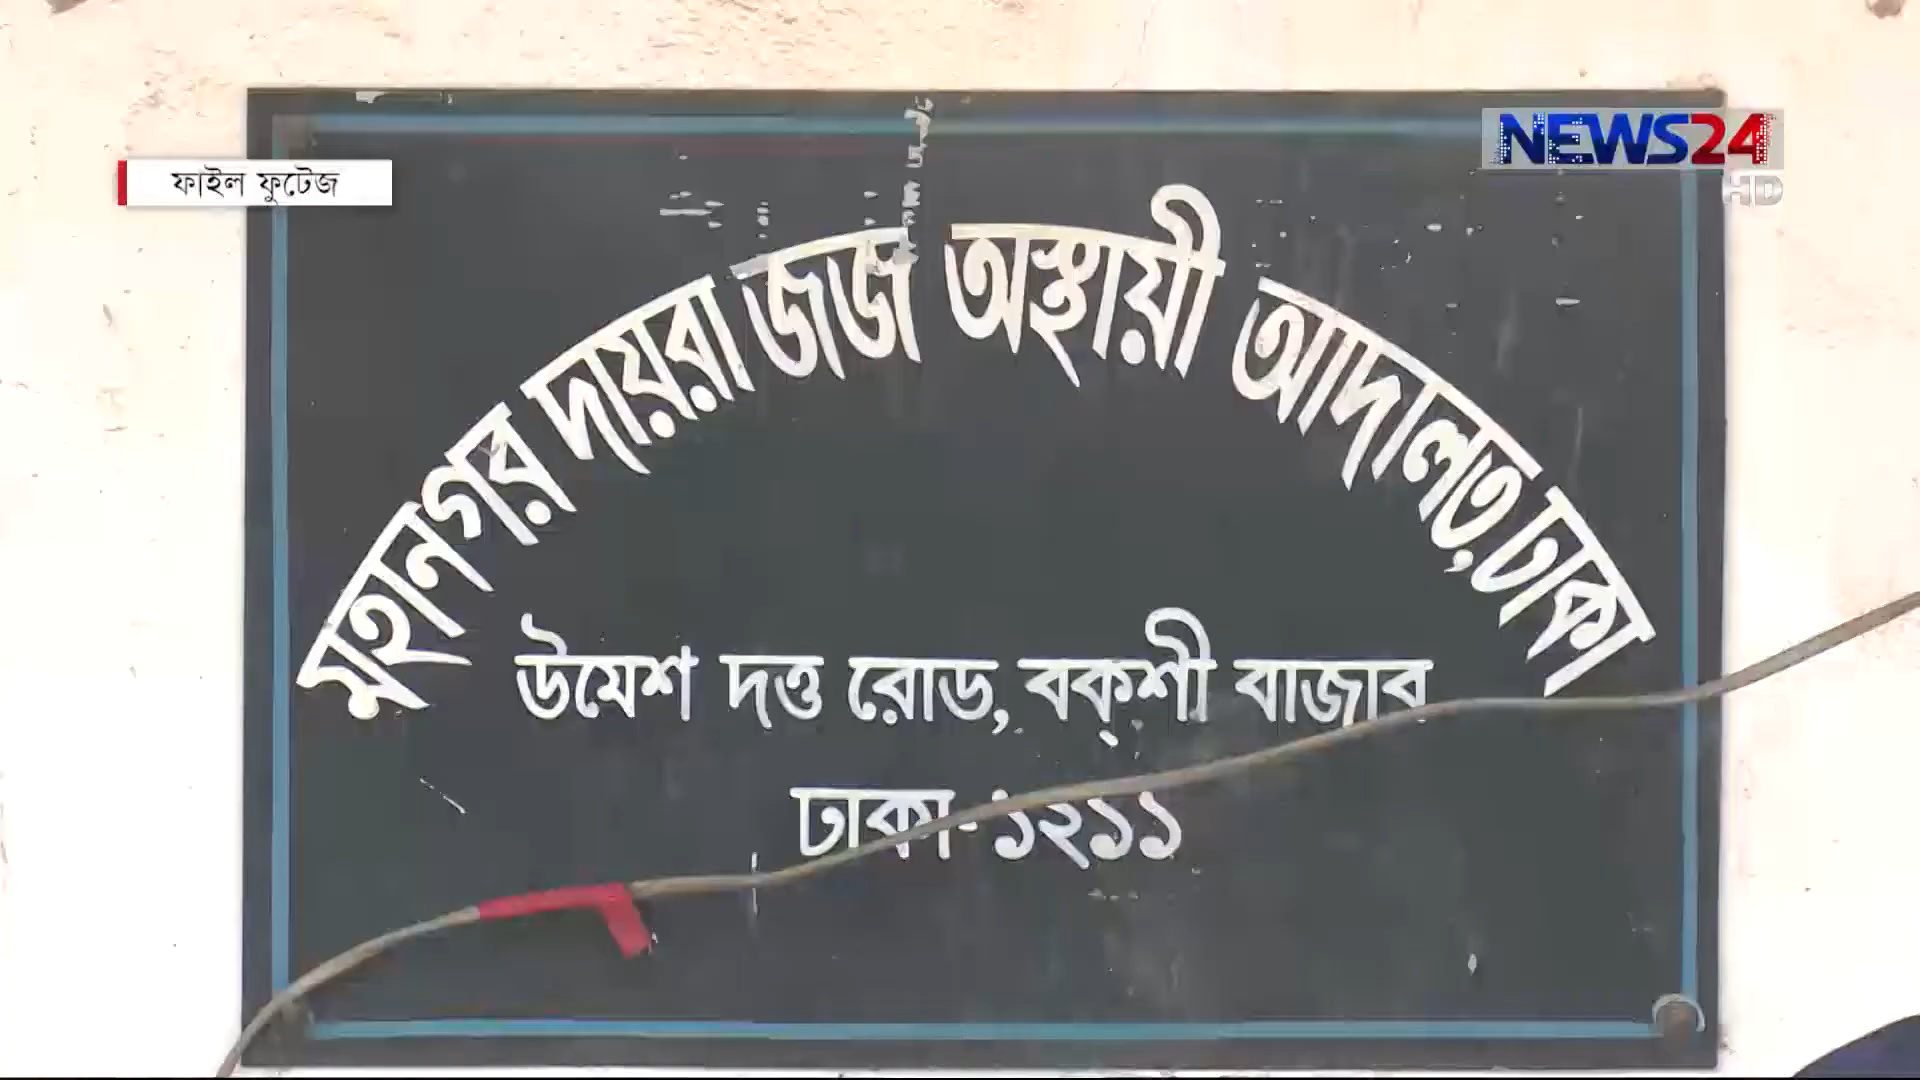 NEWS24
HD
ফাইল ফুটেজ
মহানগর দায়রা জজ অস্থায়ী আদালত, ঢাকা
উমেশ দত্ত রোড, বক্‌শী বাজার
ঢাকা-১২১১